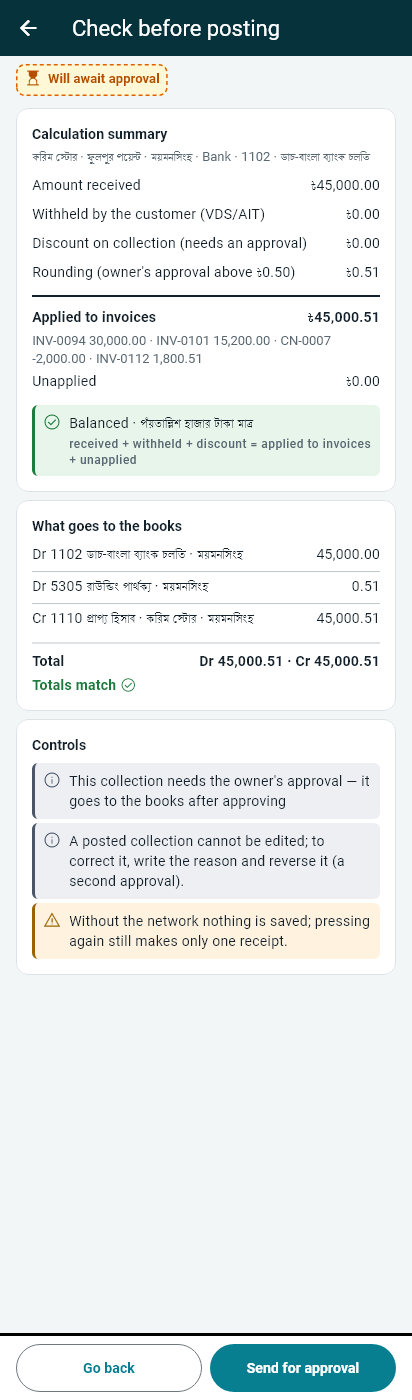 Check before posting
Will await approval
Calculation summary
করিম স্টোর · ফুলপুর পয়েন্ট · ময়মনসিংহ · Bank · 1102 · ডাচ-বাংলা ব্যাংক চলতি
Amount received ৳45,000.00
Withheld by the customer (VDS/AIT) ৳0.00
Discount on collection (needs an approval) ৳0.00
Rounding (owner's approval above ৳0.50) ৳0.51
Applied to invoices ৳45,000.51
INV-0094 30,000.00 · INV-0101 15,200.00 · CN-0007
-2,000.00 · INV-0112 1,800.51
Unapplied ৳0.00
Balanced · পঁয়তাল্লিশ হাজার টাকা মাত্র
received + withheld + discount = applied to invoices
+ unapplied
What goes to the books
Dr 1102 ডাচ-বাংলা ব্যাংক চলতি · ময়মনসিংহ 45,000.00
Dr 5305 রাউন্ডিং পার্থক্য · ময়মনসিংহ 0.51
Cr 1110 প্রাপ্য হিসাব · করিম স্টোর · ময়মনসিংহ 45,000.51
Total Dr 45,000.51 · Cr 45,000.51
Totals match
Controls
This collection needs the owner's approval — it
goes to the books after approving
A posted collection cannot be edited; to
correct it, write the reason and reverse it (a
second approval).
Without the network nothing is saved; pressing
again still makes only one receipt.
Go back
Send for approval